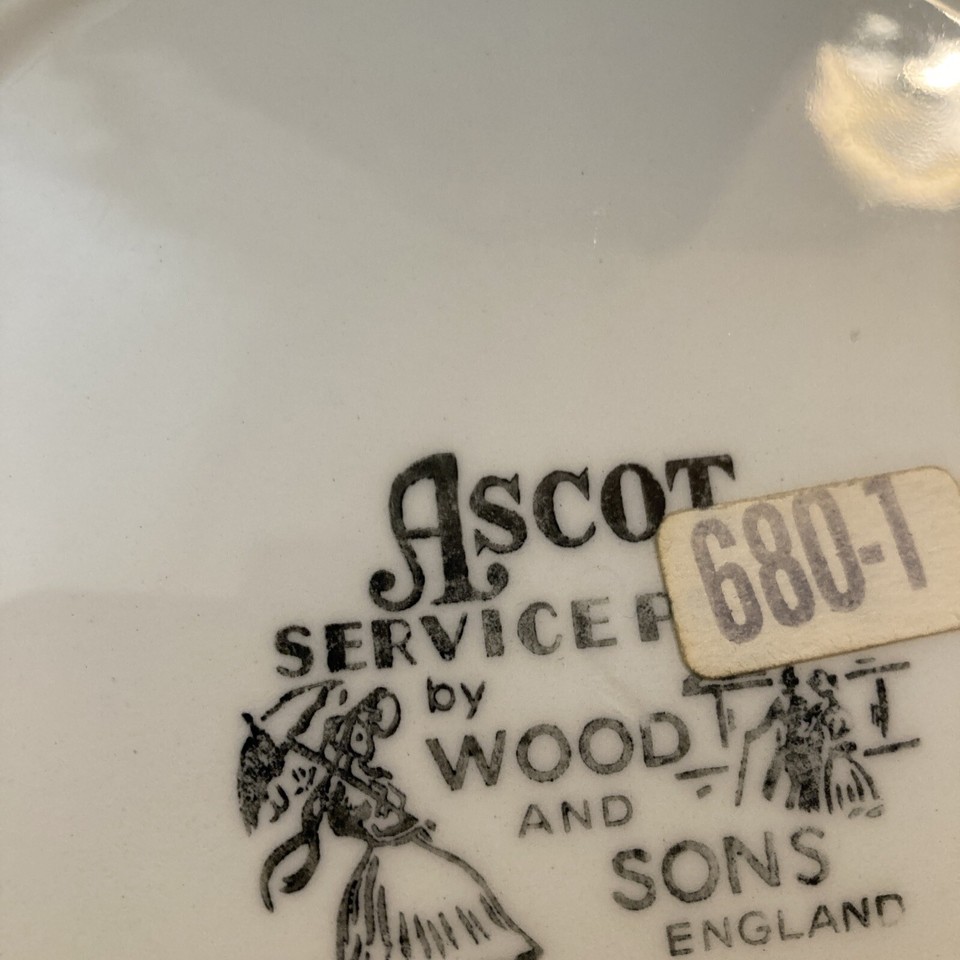 ASCOT
680-1
SERVICE P
by
WOOD
AND
SONS
ENGLAND